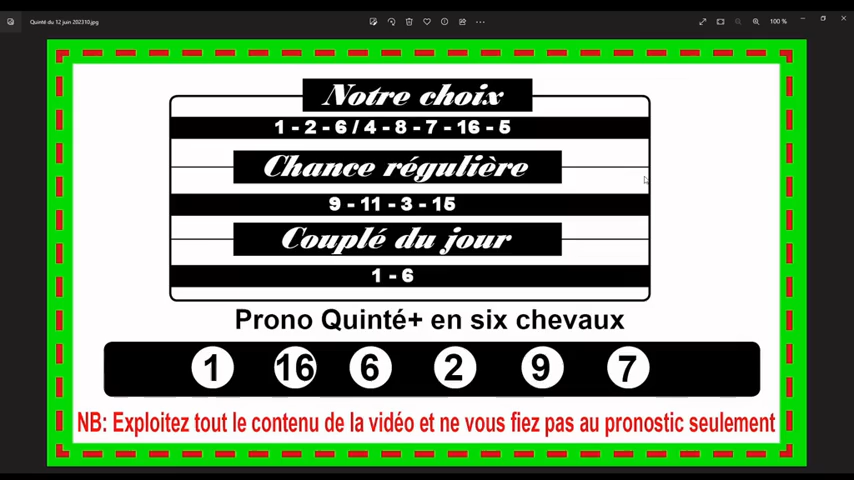 Quinté du 12 juin 202310.jpg
100 %
Notre choix
1 - 2 - 6 / 4 - 8 - 7 - 16 - 5
Chance régulière
9 - 11 - 3 - 15
Couplé du jour
1 - 6
Prono Quinté+ en six chevaux
1 16 6 2 9 7
NB: Exploitez tout le contenu de la vidéo et ne vous fiez pas au pronostic seulement